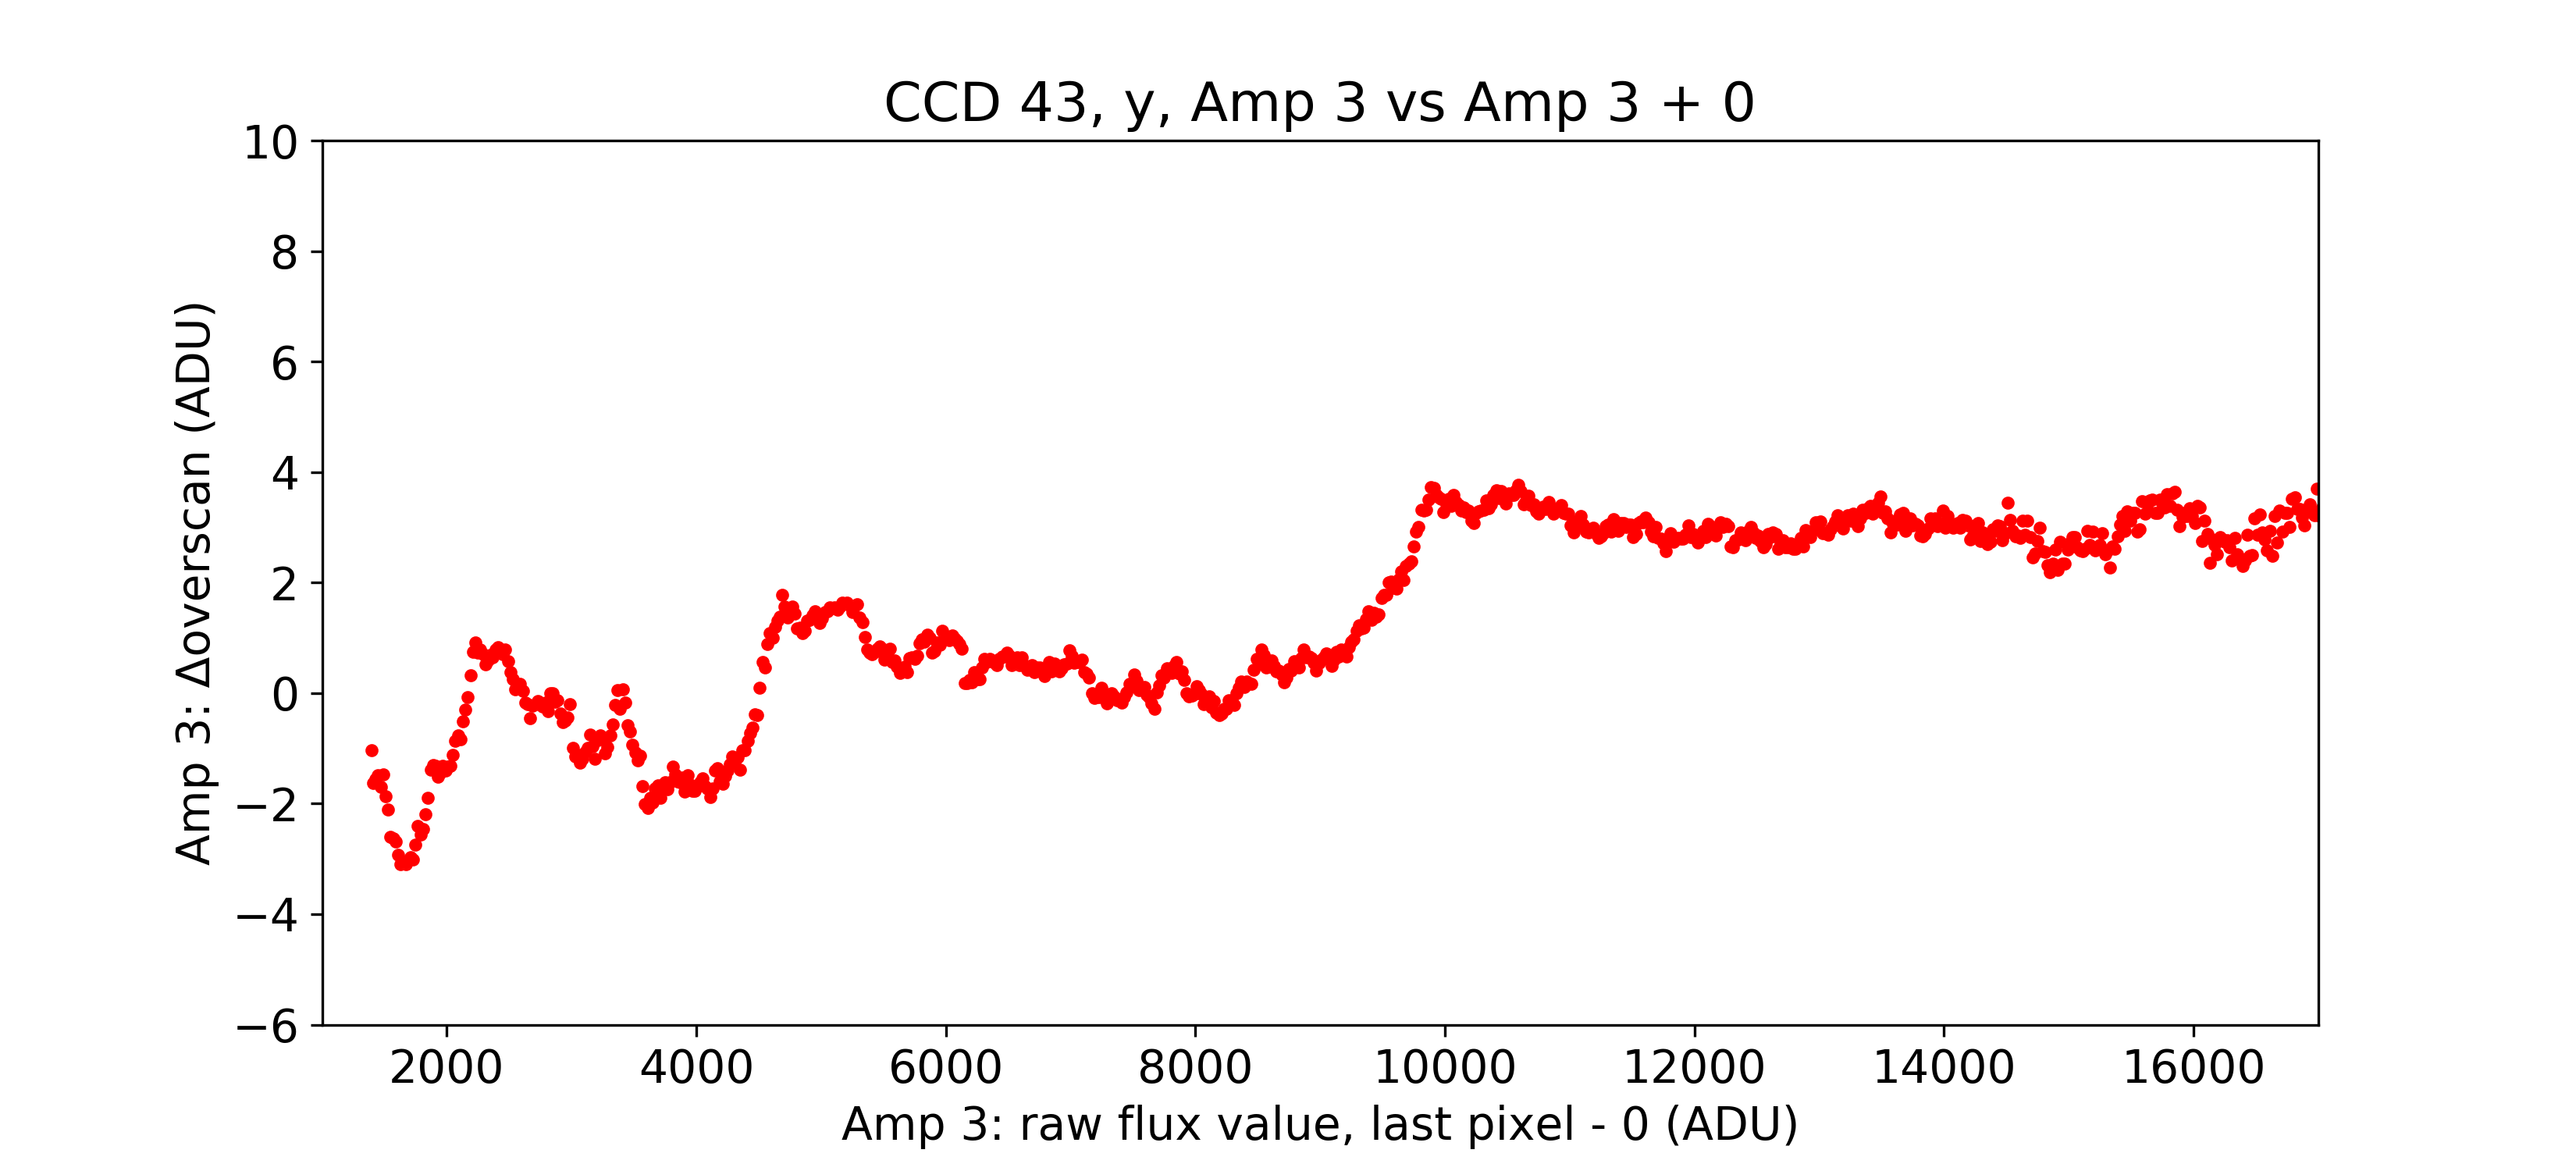 CCD 43, y, Amp 3 vs Amp 3 + 0
10
8
6
4
2
0
−2
−4
−6
Amp 3: Δoverscan (ADU)
2000 4000 6000 8000 10000 12000 14000 16000
Amp 3: raw flux value, last pixel - 0 (ADU)